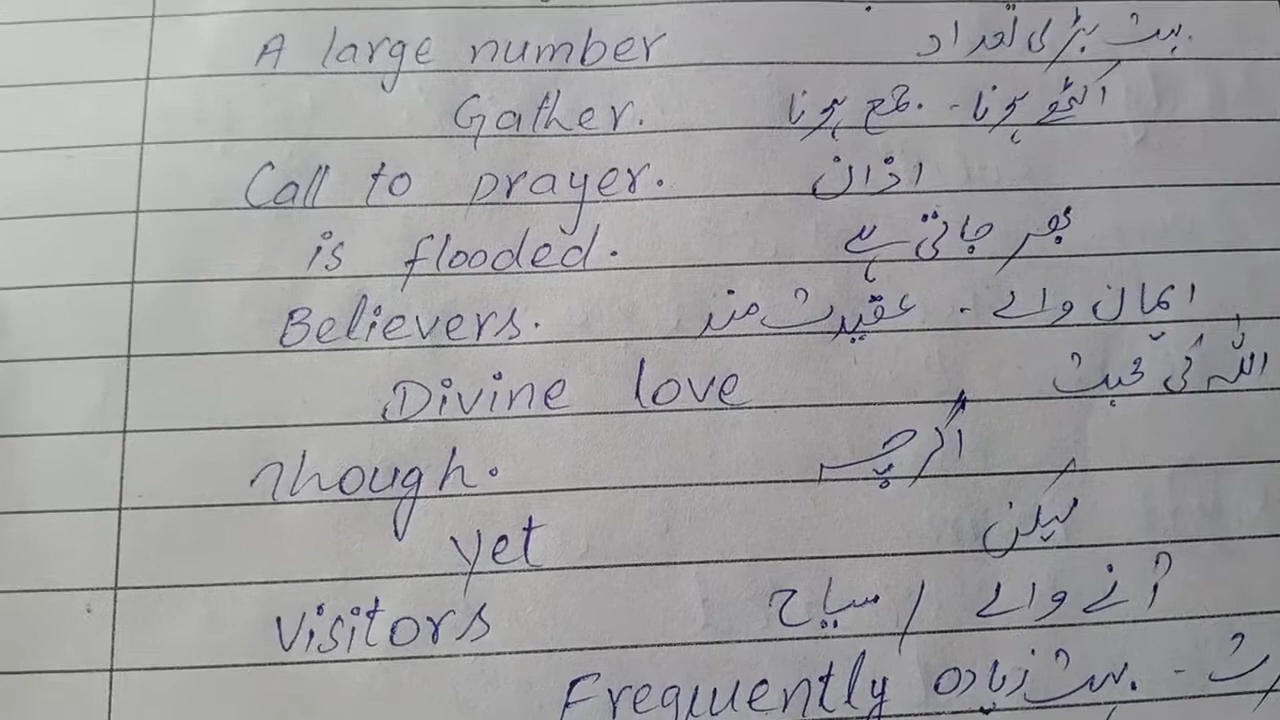 A large number بہت بڑی تعداد
Gather. اکٹھے ہونا - جمع ہونا
Call to prayer. اذان
is flooded. بھر جاتی ہے
Believers. ایمان والے - عقیدت مند
Divine love اللہ کی محبت
Though. اگرچہ
yet لیکن
Visitors آنے والے / سیاح
Frequently بہت زیادہ -